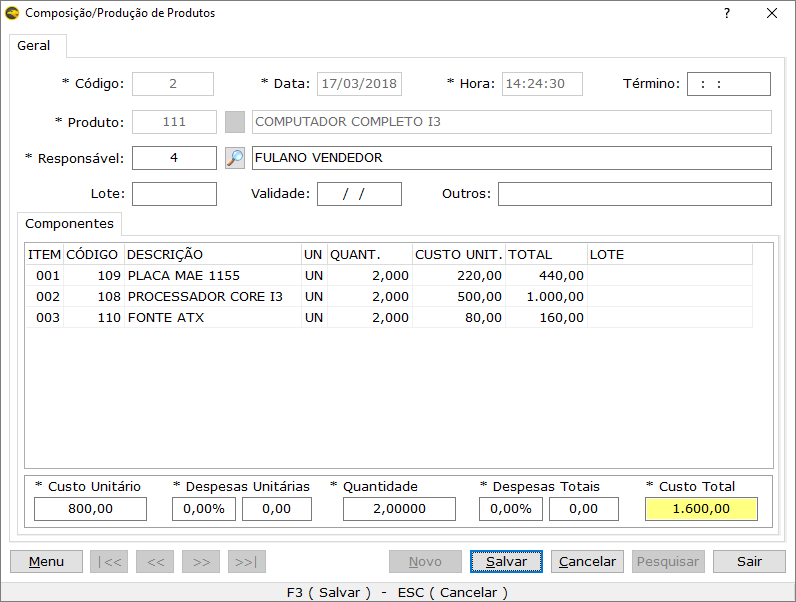 Composição/Produção de Produtos ?
Geral
* Código: 2 * Data: 17/03/2018 * Hora: 14:24:30 Término: : :
* Produto: 111 COMPUTADOR COMPLETO I3
* Responsável: 4 FULANO VENDEDOR
Lote: Validade: / / Outros:
Componentes
ITEM CÓDIGO DESCRIÇÃO UN QUANT. CUSTO UNIT. TOTAL LOTE
001 109 PLACA MAE 1155 UN 2,000 220,00 440,00
002 108 PROCESSADOR CORE I3 UN 2,000 500,00 1.000,00
003 110 FONTE ATX UN 2,000 80,00 160,00
* Custo Unitário * Despesas Unitárias * Quantidade * Despesas Totais * Custo Total
800,00 0,00% 0,00 2,00000 0,00% 0,00 1.600,00
Menu |<< << >> >>| Novo Salvar Cancelar Pesquisar Sair
F3 ( Salvar ) - ESC ( Cancelar )